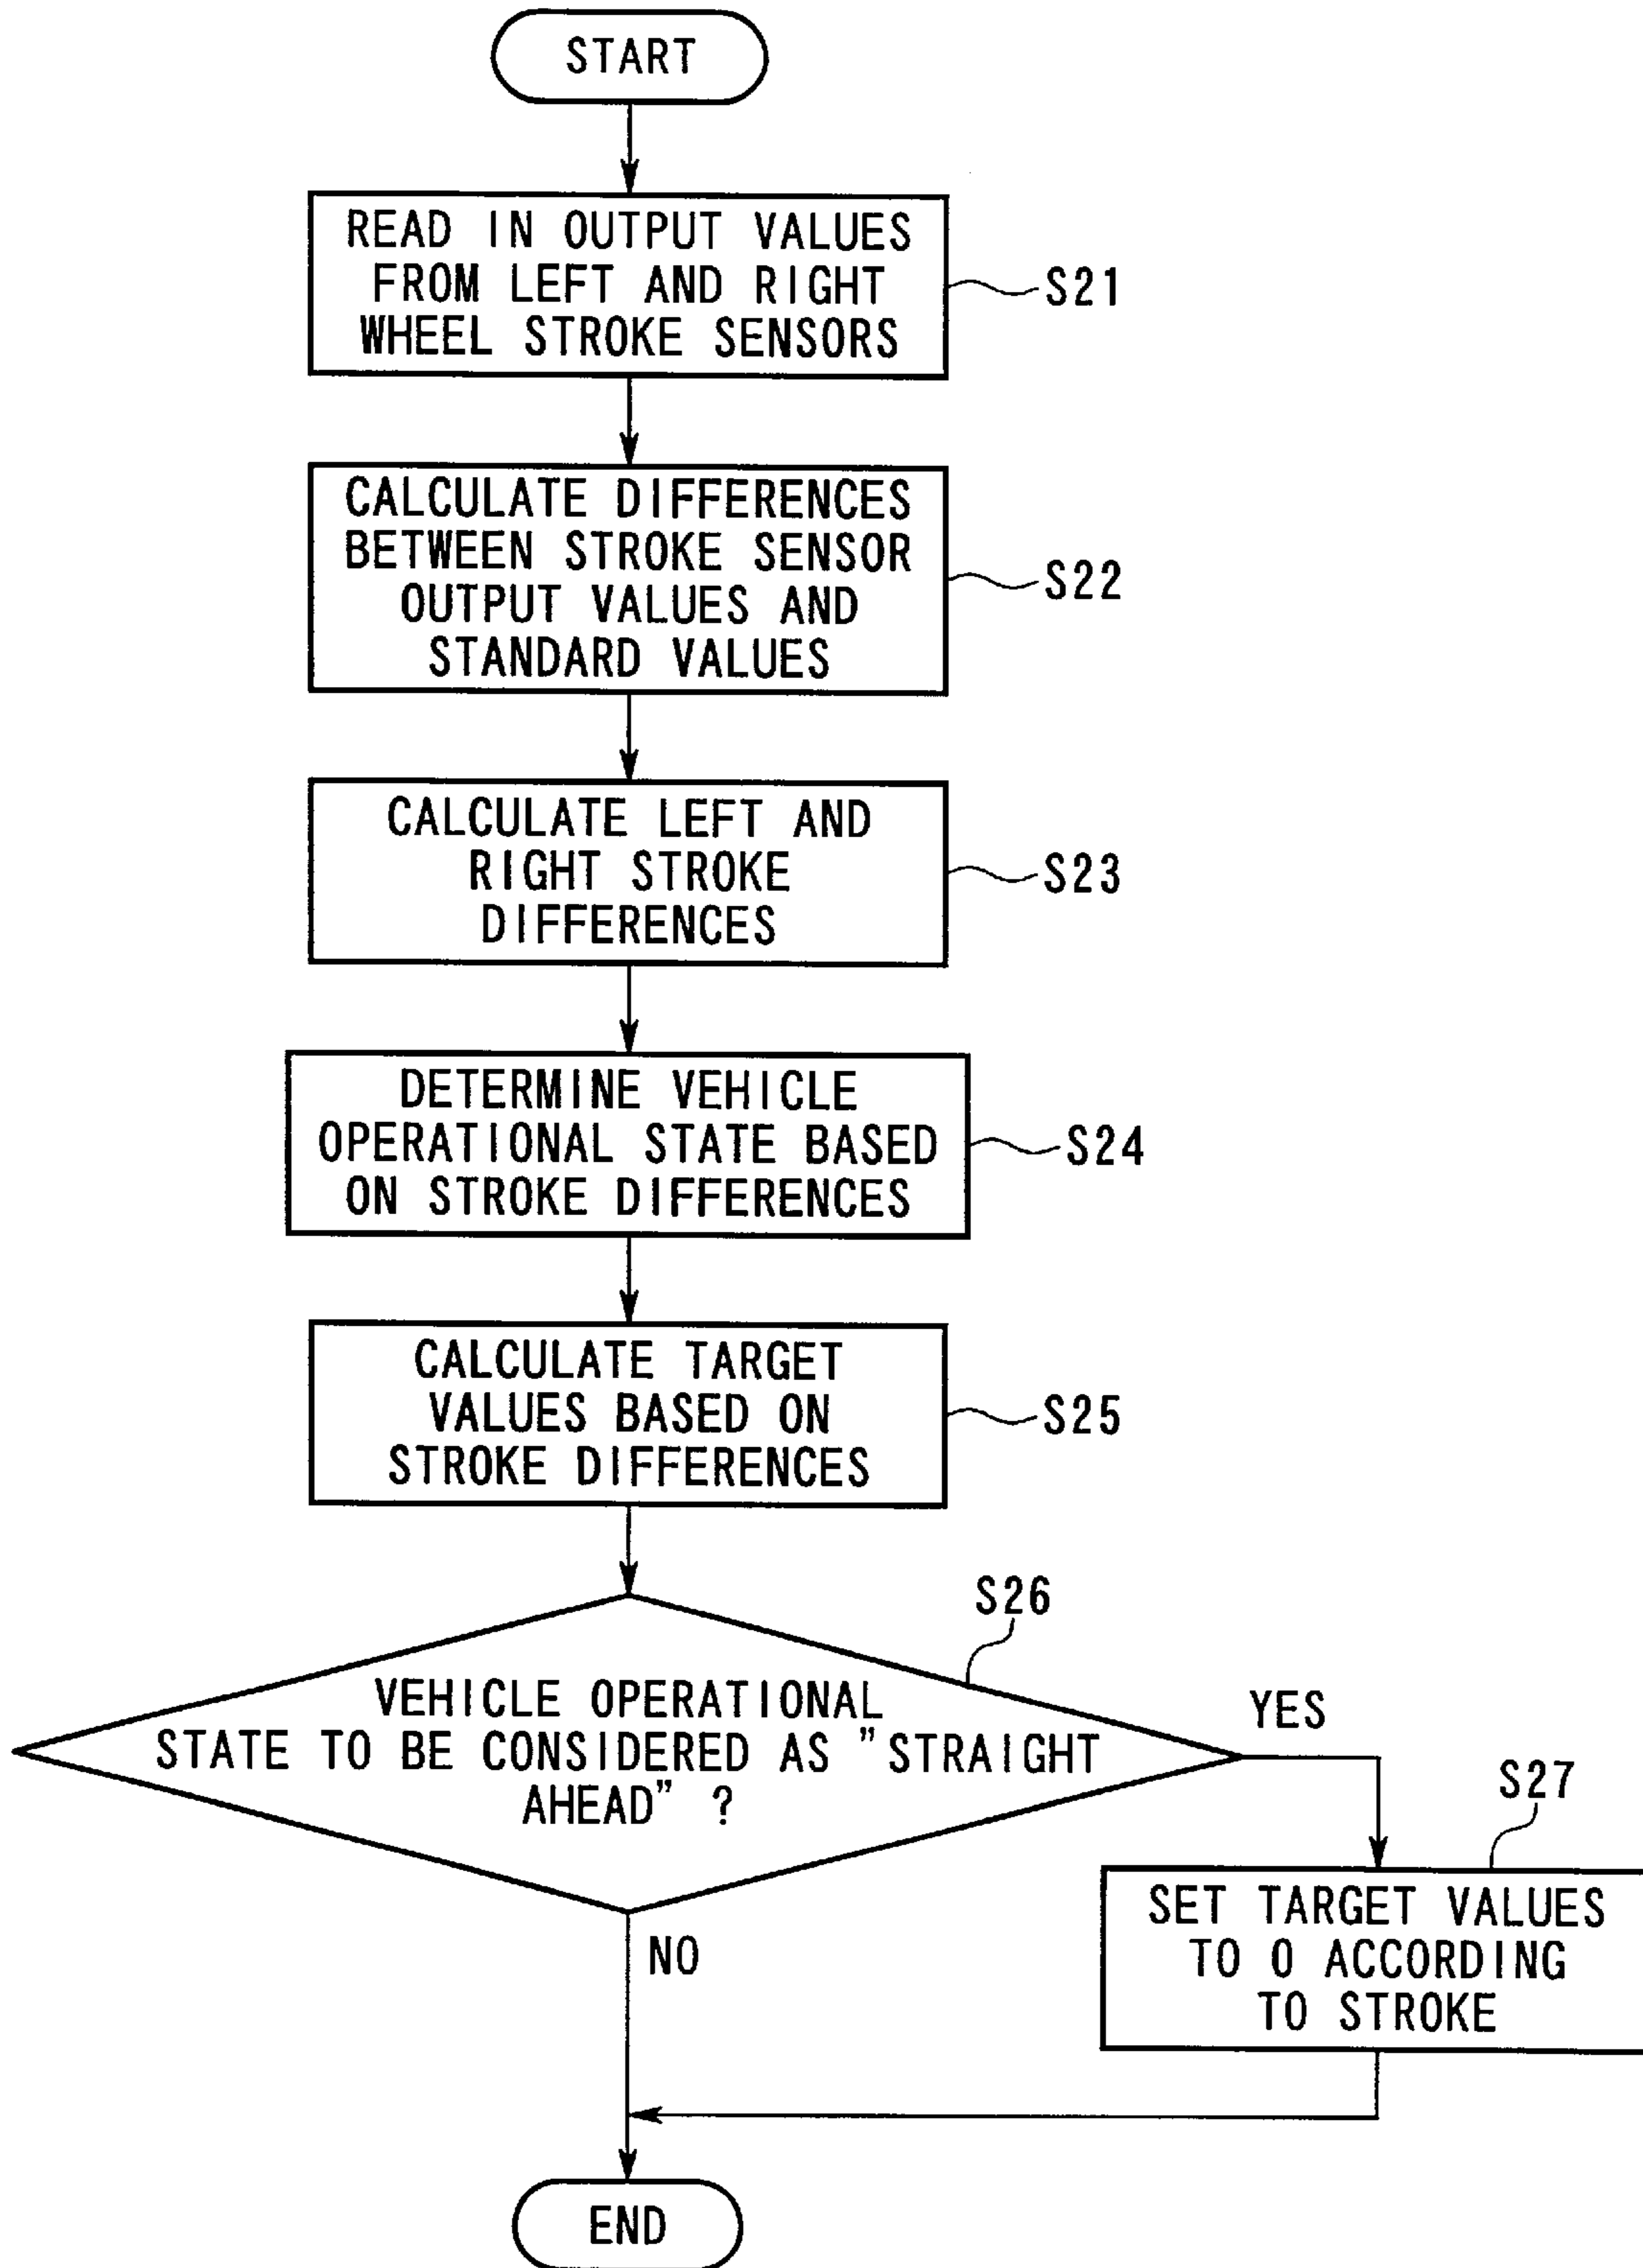 START
READ IN OUTPUT VALUES
FROM LEFT AND RIGHT
WHEEL STROKE SENSORS
S21
CALCULATE DIFFERENCES
BETWEEN STROKE SENSOR
OUTPUT VALUES AND
STANDARD VALUES
S22
CALCULATE LEFT AND
RIGHT STROKE
DIFFERENCES
S23
DETERMINE VEHICLE
OPERATIONAL STATE BASED
ON STROKE DIFFERENCES
S24
CALCULATE TARGET
VALUES BASED ON
STROKE DIFFERENCES
S25
S26
VEHICLE OPERATIONAL
STATE TO BE CONSIDERED AS "STRAIGHT
AHEAD" ?
YES
S27
SET TARGET VALUES
TO 0 ACCORDING
TO STROKE
NO
END